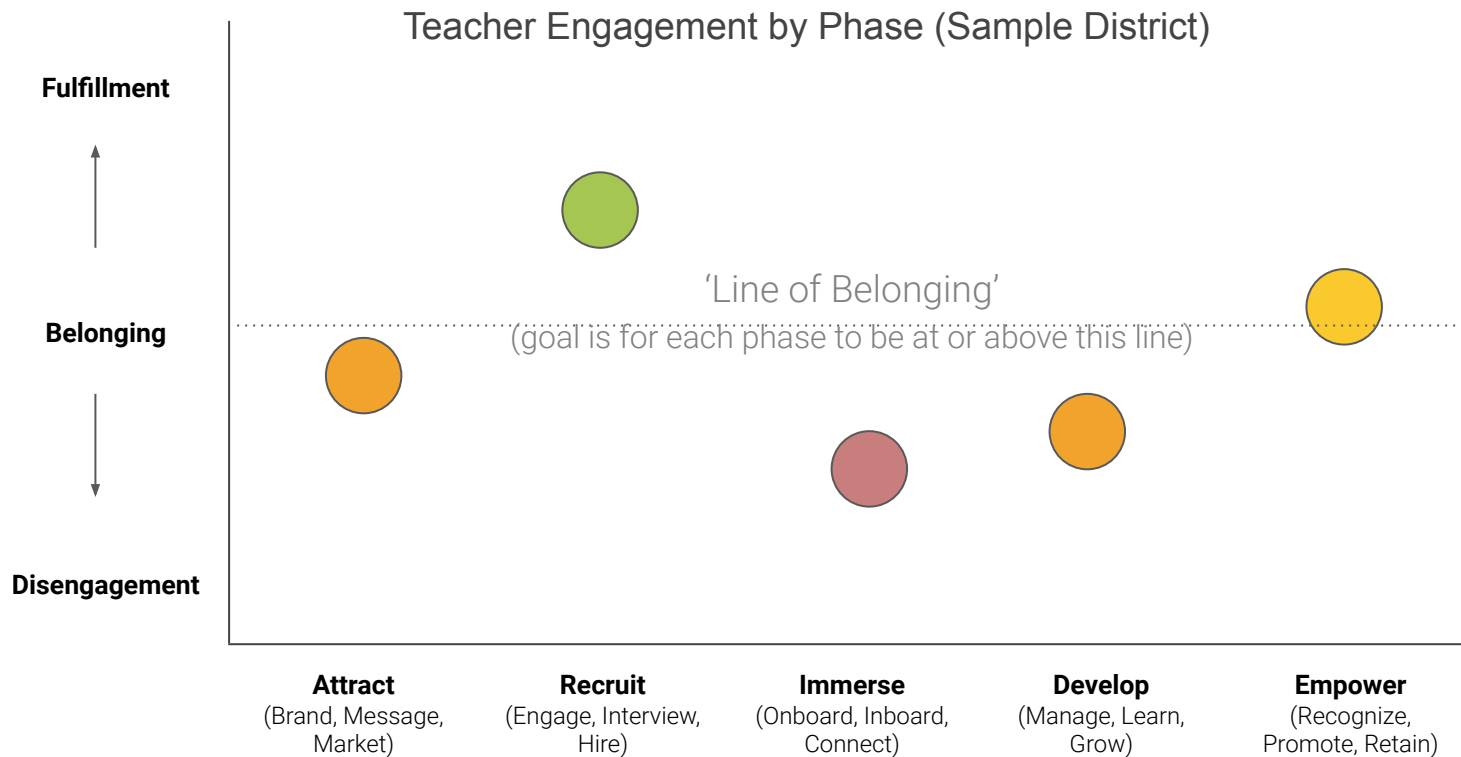 Teacher Engagement by Phase (Sample District)
Fulfillment
Belonging
Disengagement
‘Line of Belonging’
(goal is for each phase to be at or above this line)
Attract
(Brand, Message,
Market)
Recruit
(Engage, Interview,
Hire)
Immerse
(Onboard, Inboard,
Connect)
Develop
(Manage, Learn,
Grow)
Empower
(Recognize,
Promote, Retain)